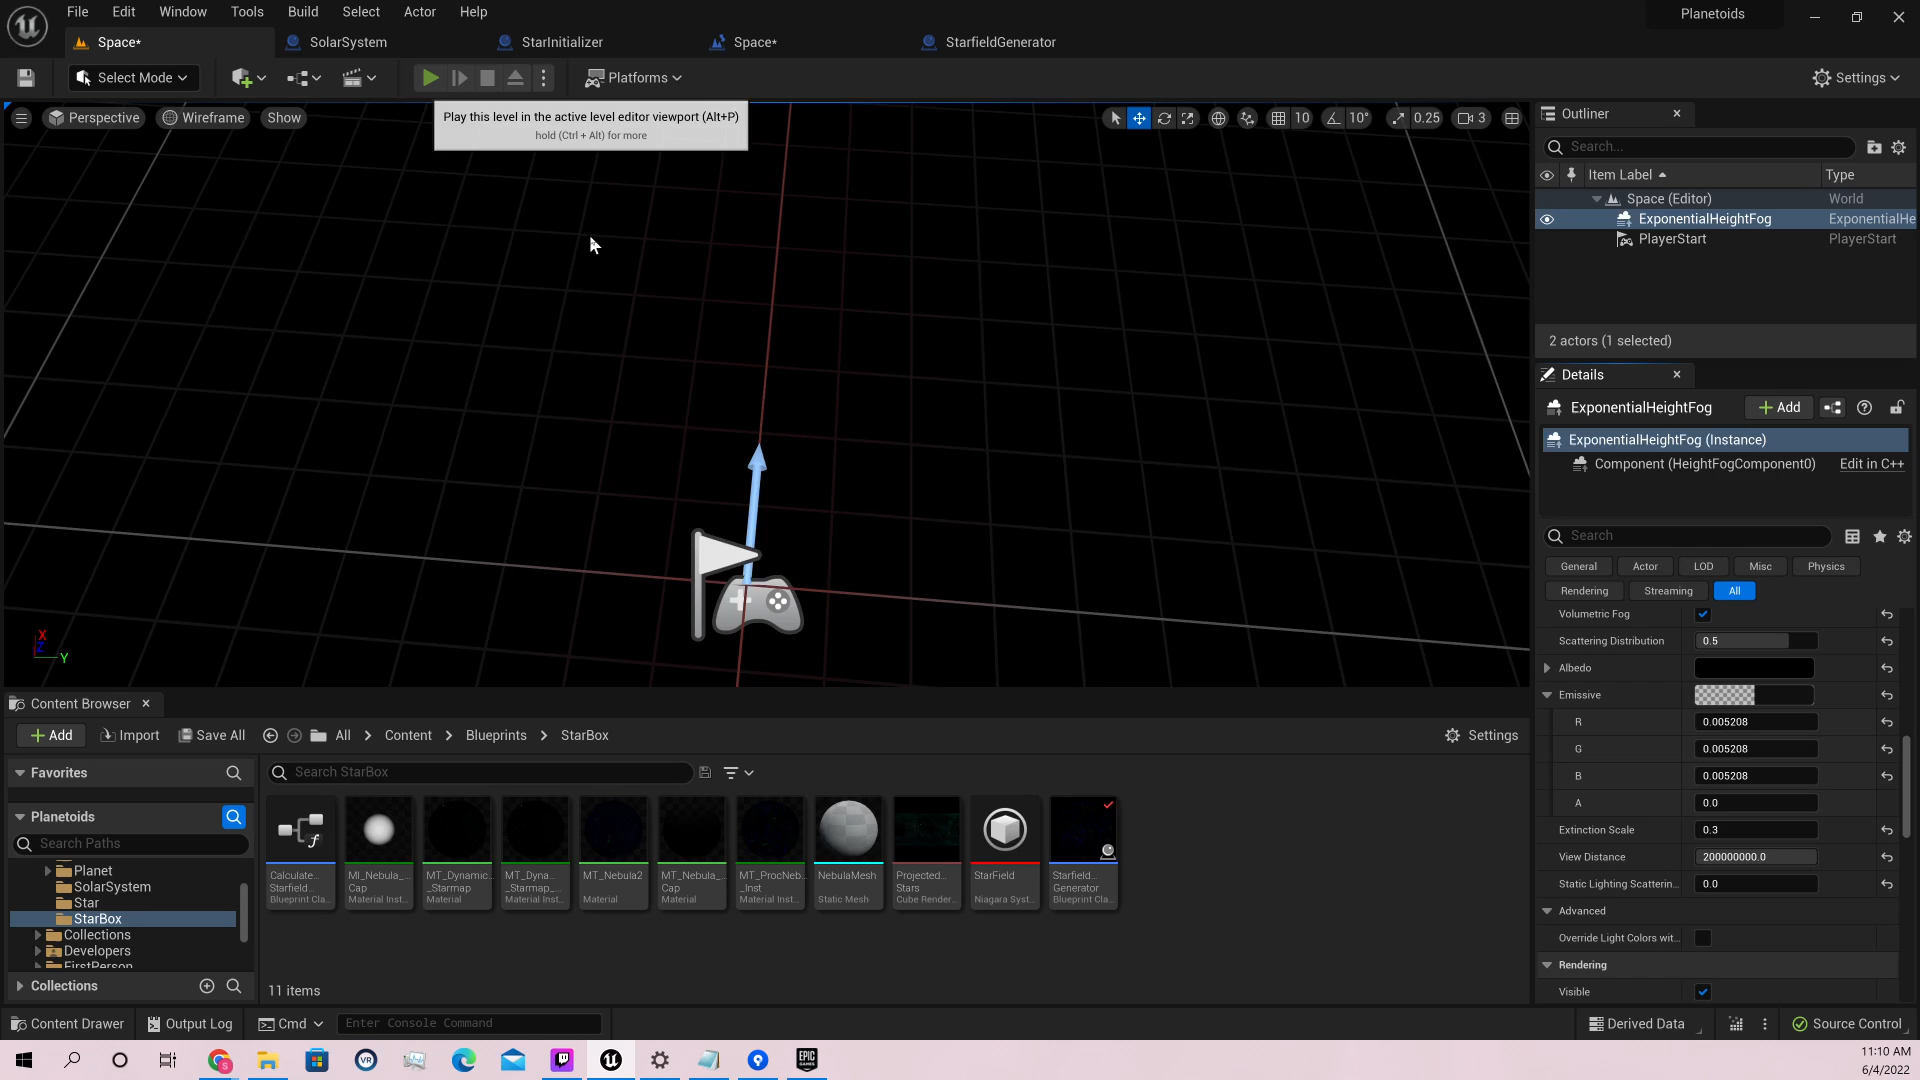 File Edit Window Tools Build Select Actor Help
Planetoids
Space*
SolarSystem
StarInitializer
Space*
StarfieldGenerator
Select Mode
Platforms
Settings
Perspective
Wireframe
Show
Play this level in the active level editor viewport (Alt+P)
hold (Ctrl + Alt) for more
10
10°
0.25
3
Outliner
Search...
Item Label
Type
Space (Editor)
World
ExponentialHeightFog
ExponentialHe
PlayerStart
PlayerStart
2 actors (1 selected)
Details
ExponentialHeightFog
Add
ExponentialHeightFog (Instance)
Component (HeightFogComponent0)
Edit in C++
Search
General
Actor
LOD
Misc
Physics
Rendering
Streaming
All
Volumetric Fog
Scattering Distribution
0.5
Albedo
Emissive
R
0.005208
G
0.005208
B
0.005208
A
0.0
Extinction Scale
0.3
View Distance
200000000.0
Static Lighting Scatterin...
0.0
Advanced
Override Light Colors wit...
Rendering
Visible
X
Z
Y
Content Browser
Add
Import
Save All
All
Content
Blueprints
StarBox
Settings
Favorites
Search StarBox
Planetoids
Search Paths
Planet
SolarSystem
Star
StarBox
Collections
Developers
FirstPerson
Collections
Calculate...
Starfield...
Blueprint Cla...
MI_Nebula_...
Cap
Material Inst...
MT_Dynamic...
_Starmap
Material
MT_Dyna...
_Starmap_...
Material Inst...
MT_Nebula2
Material
MT_Nebula_...
Cap
Material
MT_ProcNeb...
_Inst
Material Inst...
NebulaMesh
Static Mesh
Projected...
Stars
Cube Render...
StarField
Niagara Syst...
Starfield...
Generator
Blueprint Cla...
11 items
Content Drawer
Output Log
Cmd
Enter Console Command
Derived Data
Source Control
VR
EPIC
GAMES
11:10 AM
6/4/2022